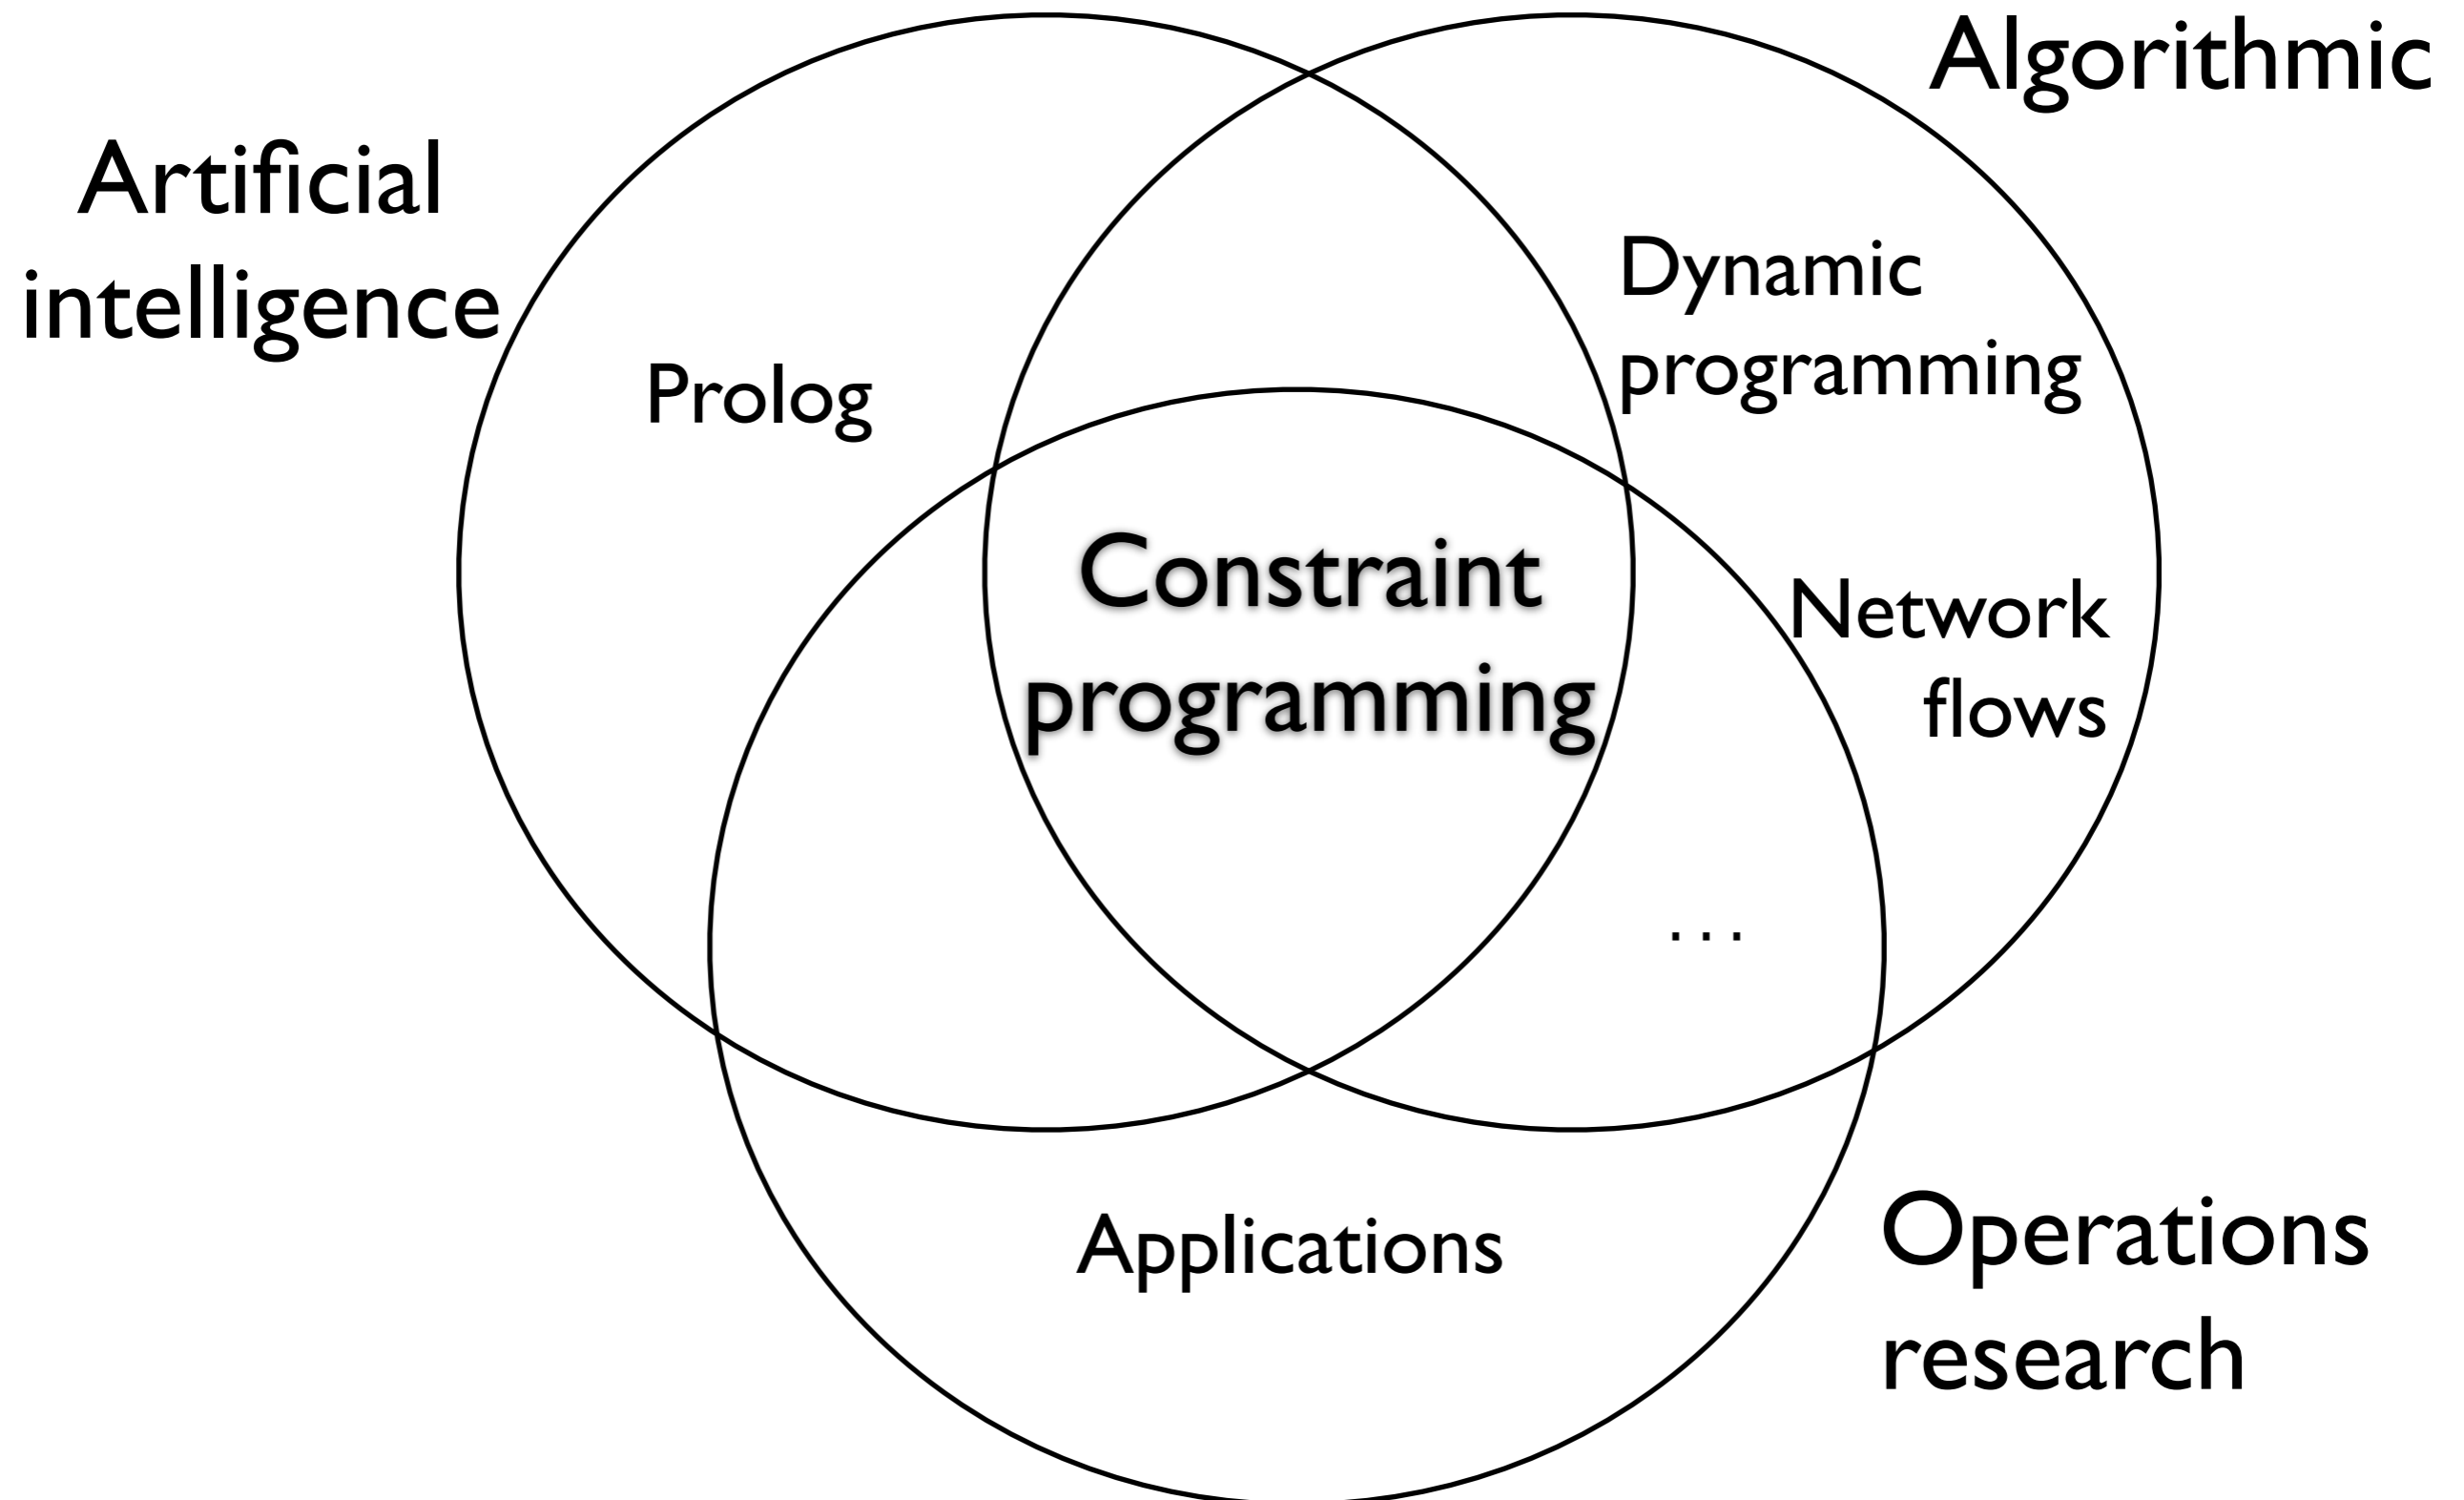 Algorithmic
Artificial
intelligence
Dynamic
programming
Prolog
Constraint
programming
Network
flows
...
Applications
Operations
research